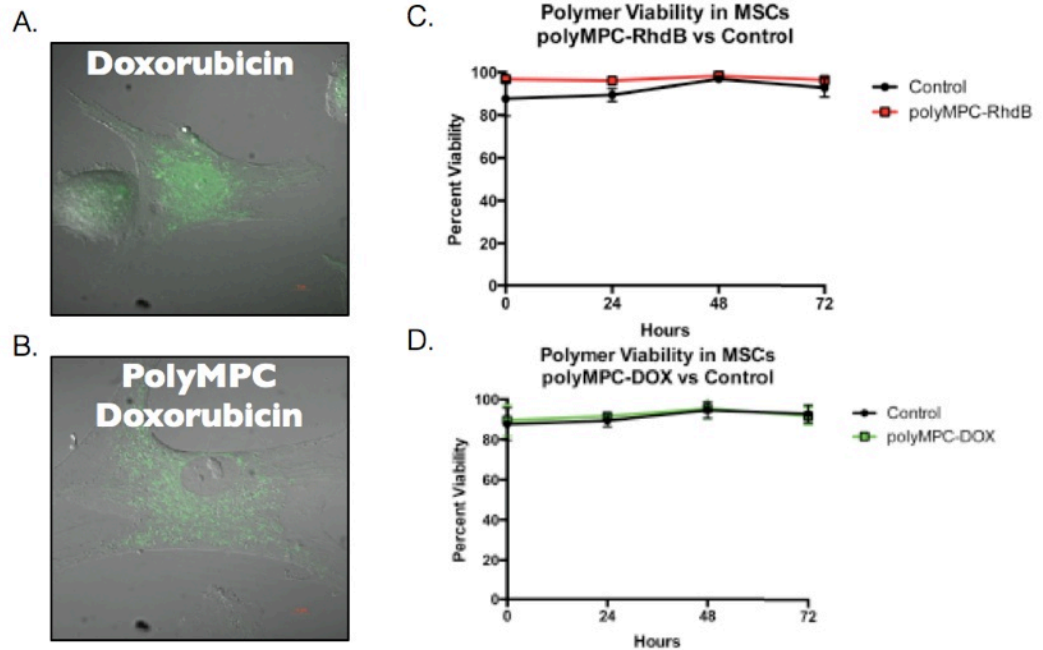 A.
Doxorubicin
B.
PolyMPC
Doxorubicin
C.
Polymer Viability in MSCs
polyMPC-RhdB vs Control
Percent Viability
100
80
60
40
20
0
0 24 48 72
Hours
Control
polyMPC-RhdB
D.
Polymer Viability in MSCs
polyMPC-DOX vs Control
Percent Viability
100
80
60
40
20
0
0 24 48 72
Hours
Control
polyMPC-DOX